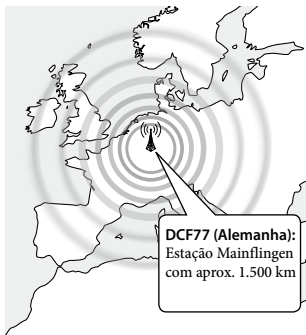 DCF77 (Alemanha):
Estação Mainflingen
com aprox. 1.500 km